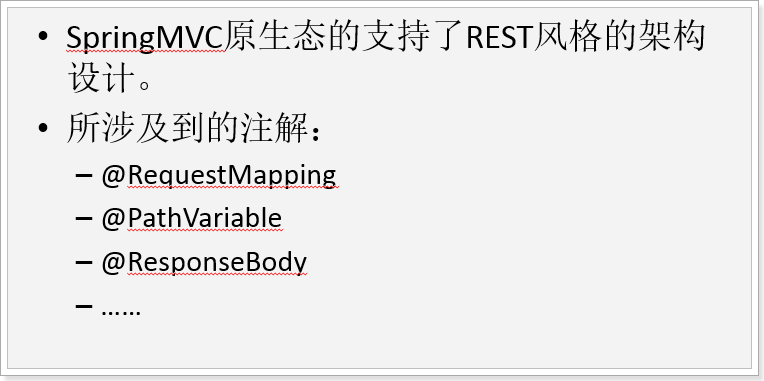 • SpringMVC原生态的支持了REST风格的架构
设计。
• 所涉及到的注解：
– @RequestMapping
– @PathVariable
– @ResponseBody
– ……